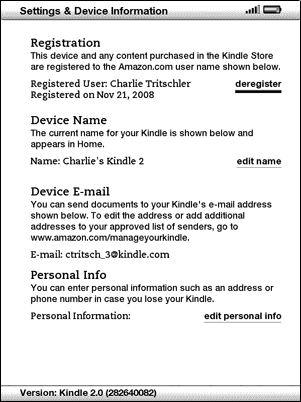 Settings & Device Information
Registration
This device and any content purchased in the Kindle Store
are registered to the Amazon.com user name shown below.
Registered User: Charlie Tritschler
deregister
Registered on Nov 21, 2008
Device Name
The current name for your Kindle is shown below and
appears in Home.
Name: Charlie's Kindle 2
edit name
Device E-mail
You can send documents to your Kindle's e-mail address
shown below. To edit the address or add additional
addresses to your approved list of senders, go to
www.amazon.com/manageyourkindle.
E-mail: ctritsch_3@kindle.com
Personal Info
You can enter personal information such as an address or
phone number in case you lose your Kindle.
Personal Information:
edit personal info
Version: Kindle 2.0 (282640082)